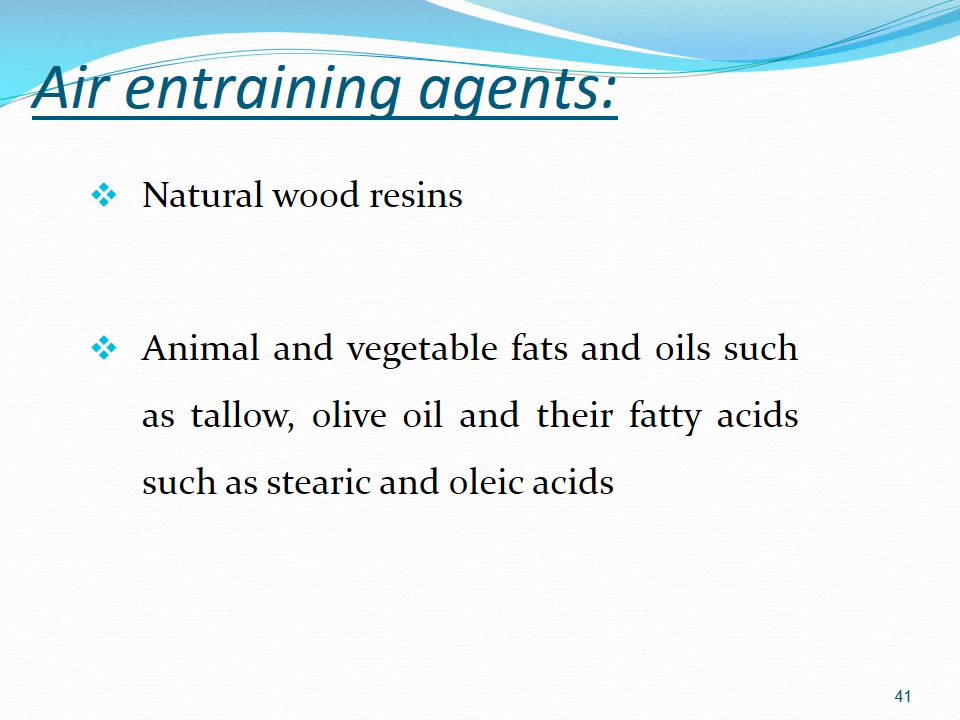 Air entraining agents:
Natural wood resins
Animal and vegetable fats and oils such
as tallow, olive oil and their fatty acids
such as stearic and oleic acids
41